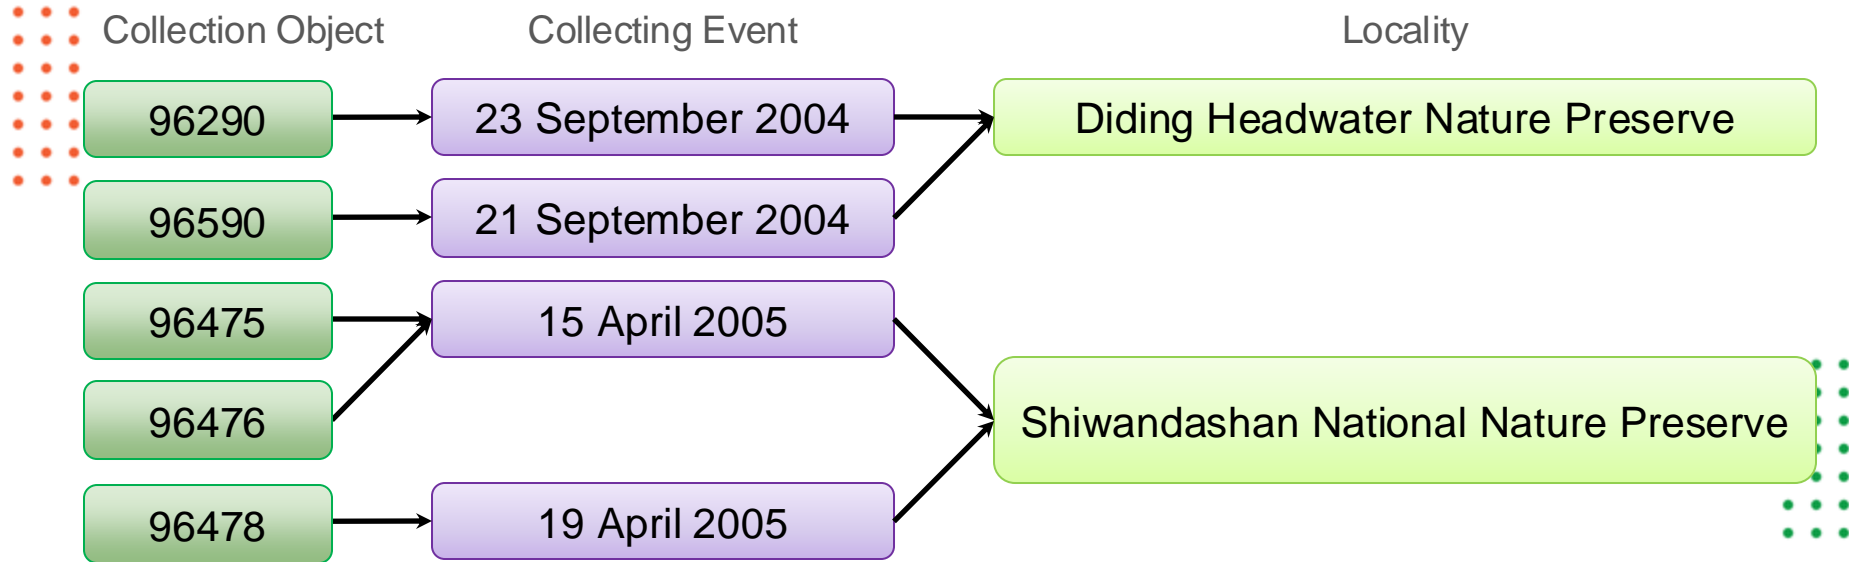 Collection Object
Collecting Event
Locality
96290
23 September 2004
Diding Headwater Nature Preserve
96590
21 September 2004
96475
15 April 2005
96476
Shiwandashan National Nature Preserve
96478
19 April 2005